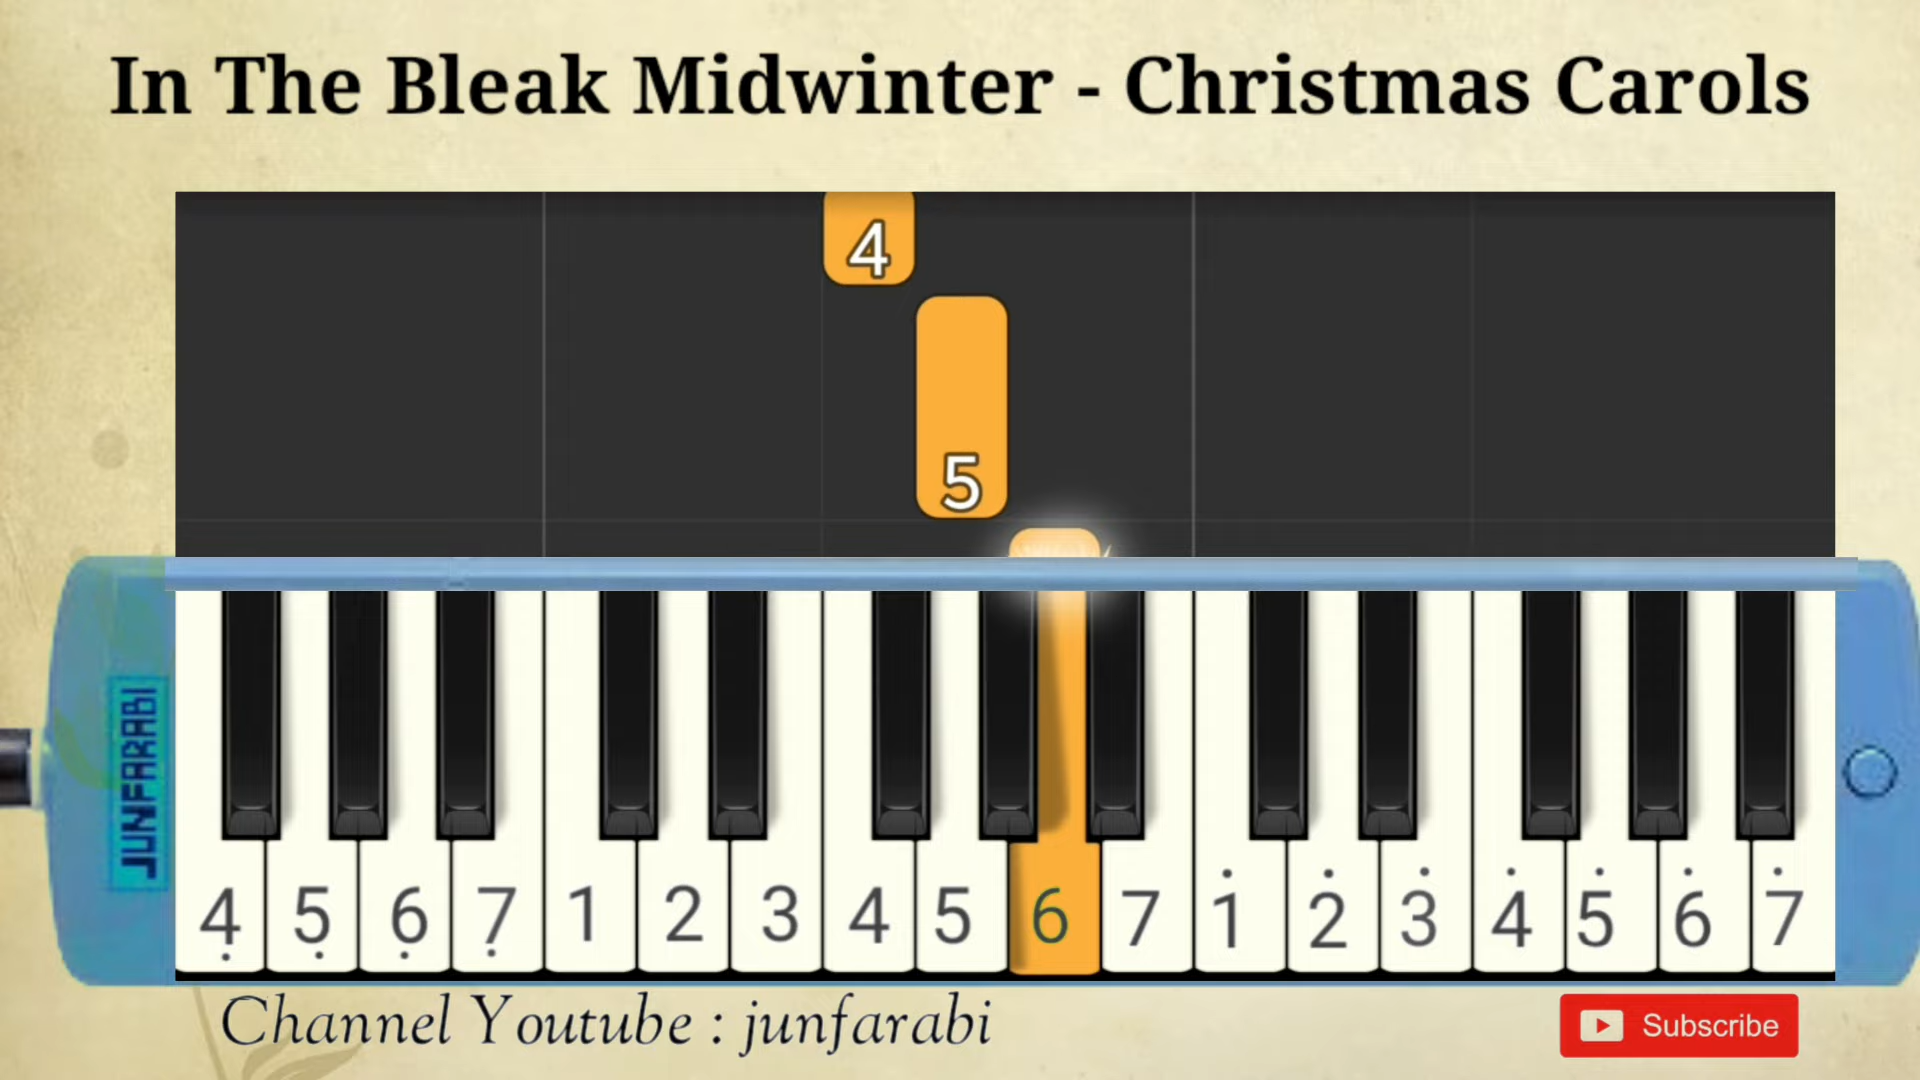 In The Bleak Midwinter - Christmas Carols
4
5
JUNFARABI
4̣ 5̣ 6̣ 7̣ 1 2 3 4 5 6 7 1̇ 2̇ 3̇ 4̇ 5̇ 6̇ 7̇
Channel Youtube : junfarabi
Subscribe